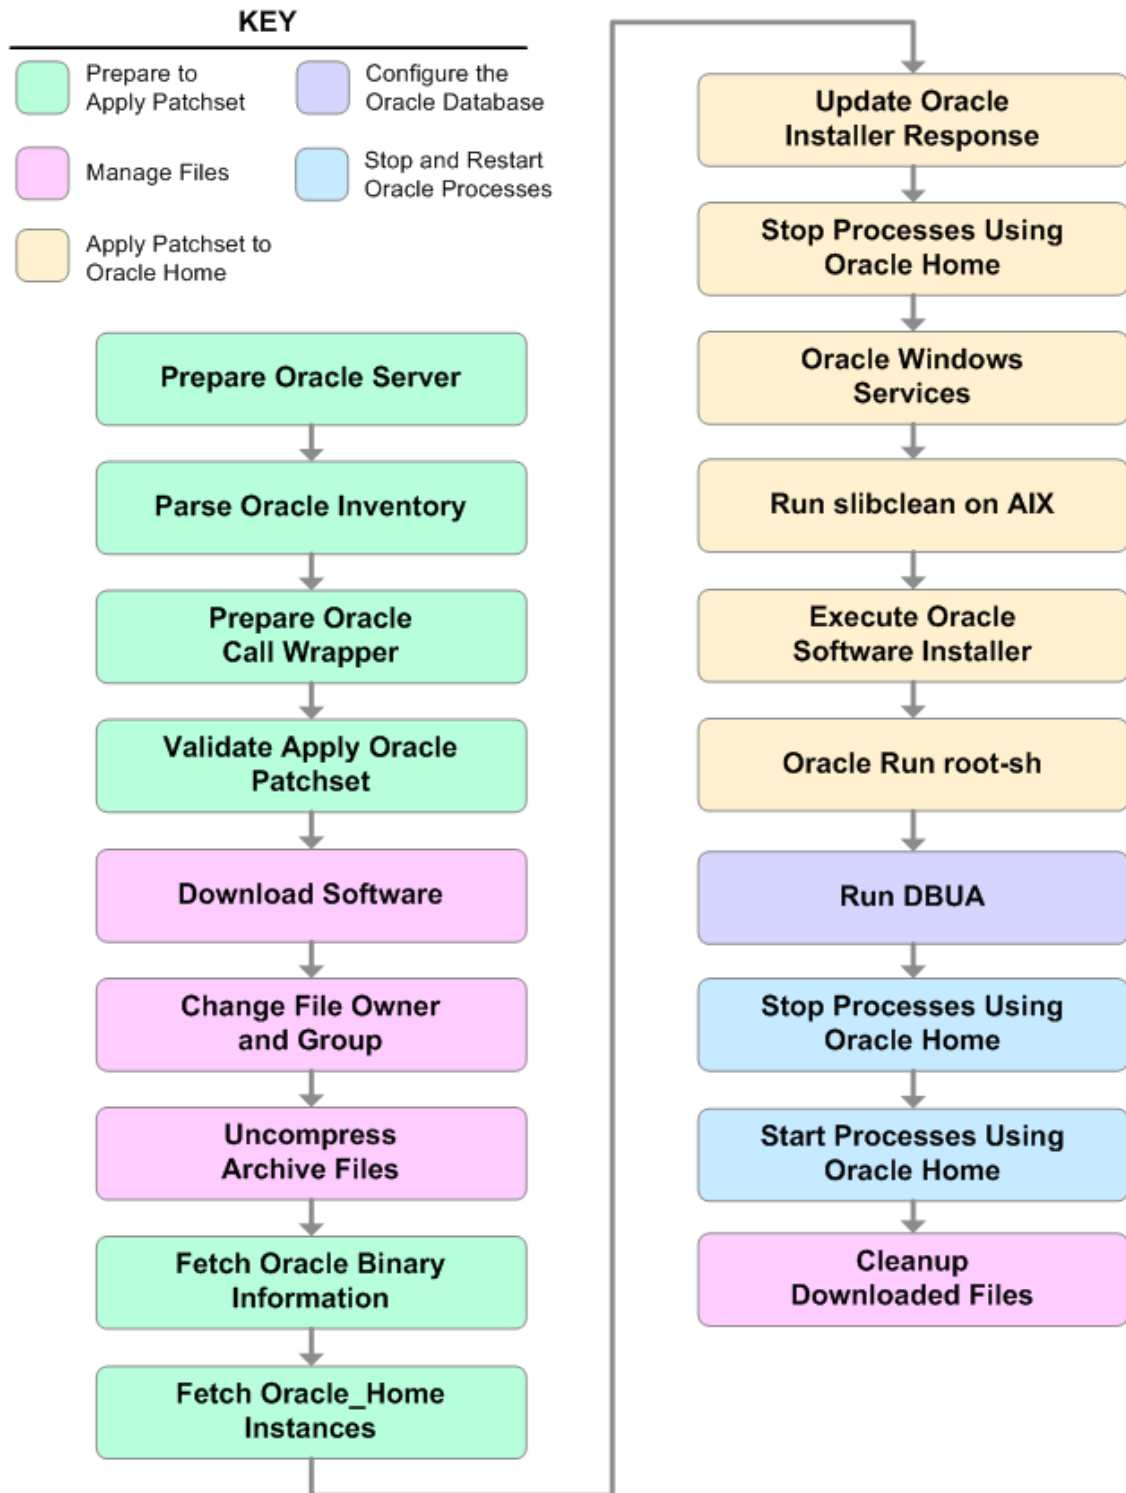 KEY
Prepare to
Apply Patchset
Configure the
Oracle Database
Manage Files
Stop and Restart
Oracle Processes
Apply Patchset to
Oracle Home
Prepare Oracle Server
Parse Oracle Inventory
Prepare Oracle
Call Wrapper
Validate Apply Oracle
Patchset
Download Software
Change File Owner
and Group
Uncompress
Archive Files
Fetch Oracle Binary
Information
Fetch Oracle_Home
Instances
Update Oracle
Installer Response
Stop Processes Using
Oracle Home
Oracle Windows
Services
Run slibclean on AIX
Execute Oracle
Software Installer
Oracle Run root-sh
Run DBUA
Stop Processes Using
Oracle Home
Start Processes Using
Oracle Home
Cleanup
Downloaded Files